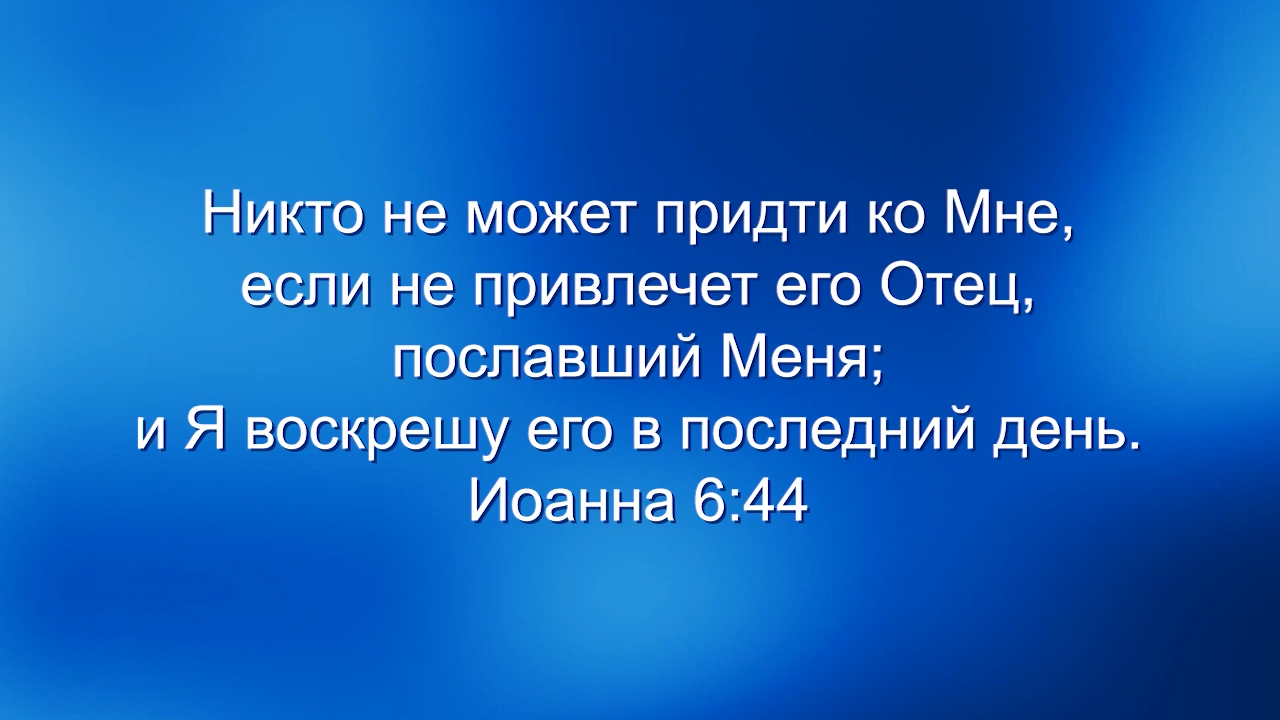 Никто не может придти ко Мне,
если не привлечет его Отец,
пославший Меня;
и Я воскрешу его в последний день.
Иоанна 6:44